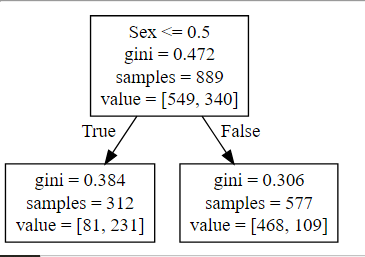 Sex <= 0.5
gini = 0.472
samples = 889
value = [549, 340]
True
False
gini = 0.384
samples = 312
value = [81, 231]
gini = 0.306
samples = 577
value = [468, 109]